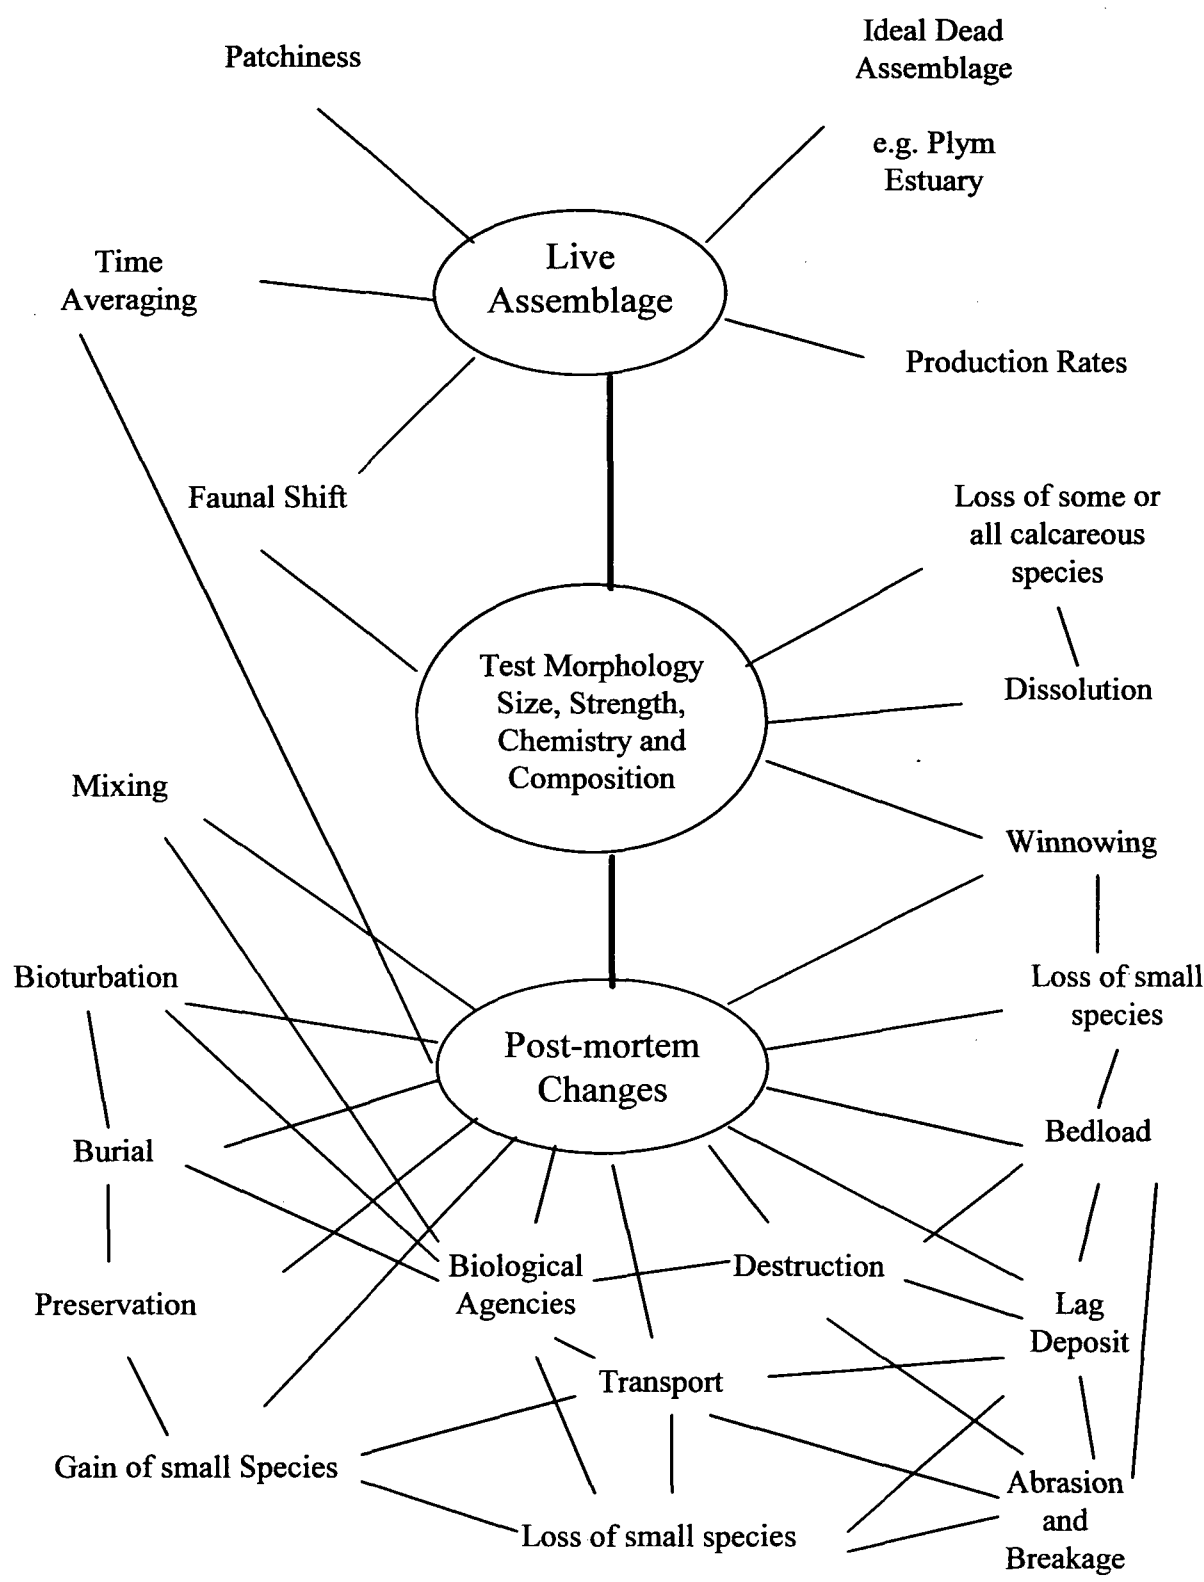 Patchiness
Ideal Dead
Assemblage
e.g. Plym
Estuary
Live
Assemblage
Time
Averaging
Production Rates
Faunal Shift
Loss of some or
all calcareous
species
Test Morphology
Size, Strength,
Chemistry and
Composition
Dissolution
Mixing
Winnowing
Bioturbation
Loss of small
species
Post-mortem
Changes
Burial
Bedload
Biological
Agencies
Destruction
Preservation
Lag
Deposit
Transport
Gain of small Species
Abrasion
and
Breakage
Loss of small species